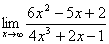 lim x→∞ (6x² − 5x + 2) / (4x³ + 2x − 1)